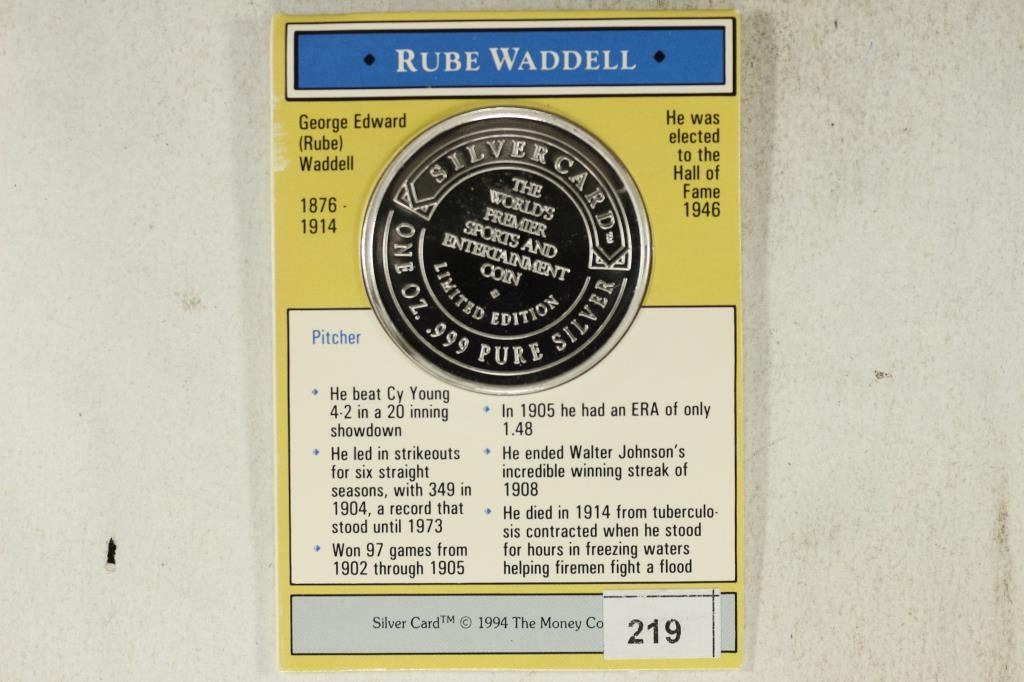 • RUBE WADDELL •
George Edward
(Rube)
Waddell
1876 -
1914
He was
elected
to the
Hall of
Fame
1946
SILVERCARD™
THE
WORLD'S
PREMIER
SPORTS AND
ENTERTAINMENT
COIN
LIMITED EDITION
ONE OZ. .999 PURE SILVER
Pitcher
He beat Cy Young
4-2 in a 20 inning
showdown
He led in strikeouts
for six straight
seasons, with 349 in
1904, a record that
stood until 1973
Won 97 games from
1902 through 1905
In 1905 he had an ERA of only
1.48
He ended Walter Johnson's
incredible winning streak of
1908
He died in 1914 from tuberculo-
sis contracted when he stood
for hours in freezing waters
helping firemen fight a flood
Silver Card™ © 1994 The Money Co
219